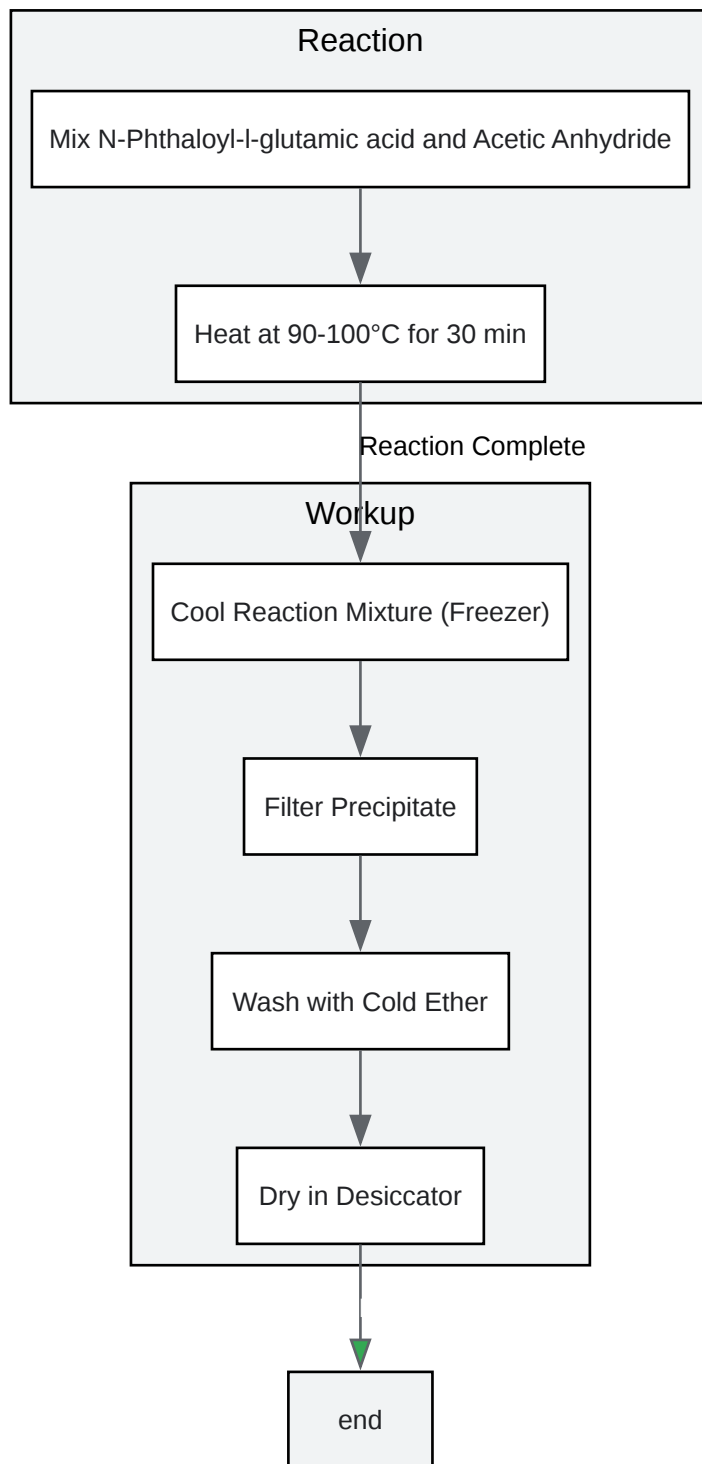 Reaction
Mix N-Phthaloyl-l-glutamic acid and Acetic Anhydride
Heat at 90-100°C for 30 min
Reaction Complete
Workup
Cool Reaction Mixture (Freezer)
Filter Precipitate
Wash with Cold Ether
Dry in Desiccator
end